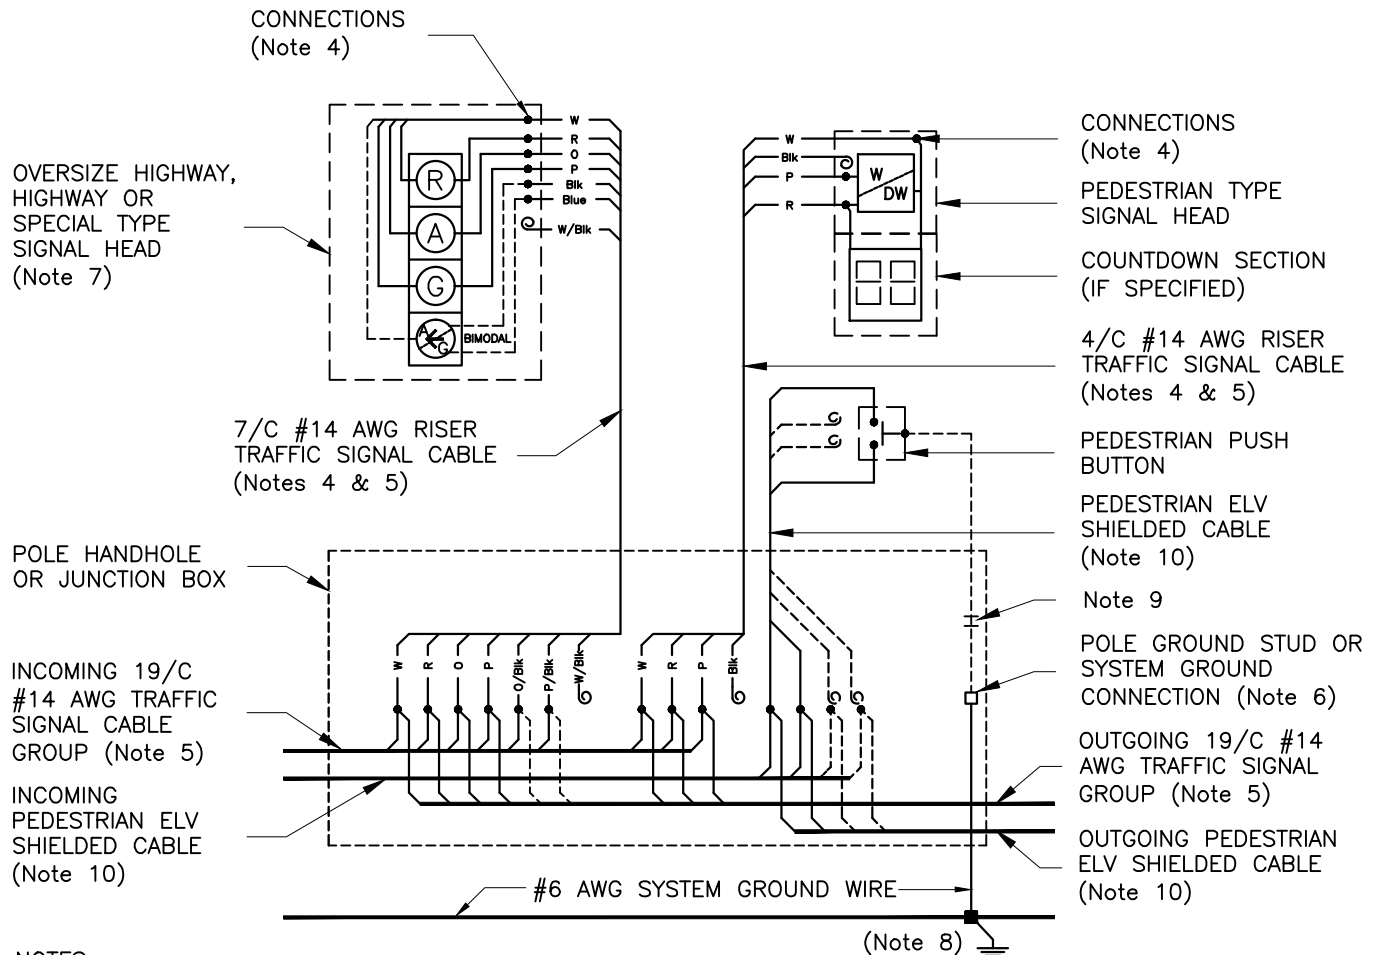 CONNECTIONS
(Note 4)
OVERSIZE HIGHWAY,
HIGHWAY OR
SPECIAL TYPE
SIGNAL HEAD
(Note 7)
R
A
G
A
G
BIMODAL
W
R
O
P
Blk
Blue
W/Blk
W
Blk
P
R
W
DW
CONNECTIONS
(Note 4)
PEDESTRIAN TYPE
SIGNAL HEAD
COUNTDOWN SECTION
(IF SPECIFIED)
4/C #14 AWG RISER
TRAFFIC SIGNAL CABLE
(Notes 4 & 5)
7/C #14 AWG RISER
TRAFFIC SIGNAL CABLE
(Notes 4 & 5)
PEDESTRIAN PUSH
BUTTON
PEDESTRIAN ELV
SHIELDED CABLE
(Note 10)
POLE HANDHOLE
OR JUNCTION BOX
Note 9
POLE GROUND STUD OR
SYSTEM GROUND
CONNECTION (Note 6)
W
R
O
P
O/Blk
P/Blk
W/Blk
W
R
P
Blk
INCOMING 19/C
#14 AWG TRAFFIC
SIGNAL CABLE
GROUP (Note 5)
INCOMING
PEDESTRIAN ELV
SHIELDED CABLE
(Note 10)
OUTGOING 19/C #14
AWG TRAFFIC SIGNAL
GROUP (Note 5)
OUTGOING PEDESTRIAN
ELV SHIELDED CABLE
(Note 10)
#6 AWG SYSTEM GROUND WIRE
(Note 8)